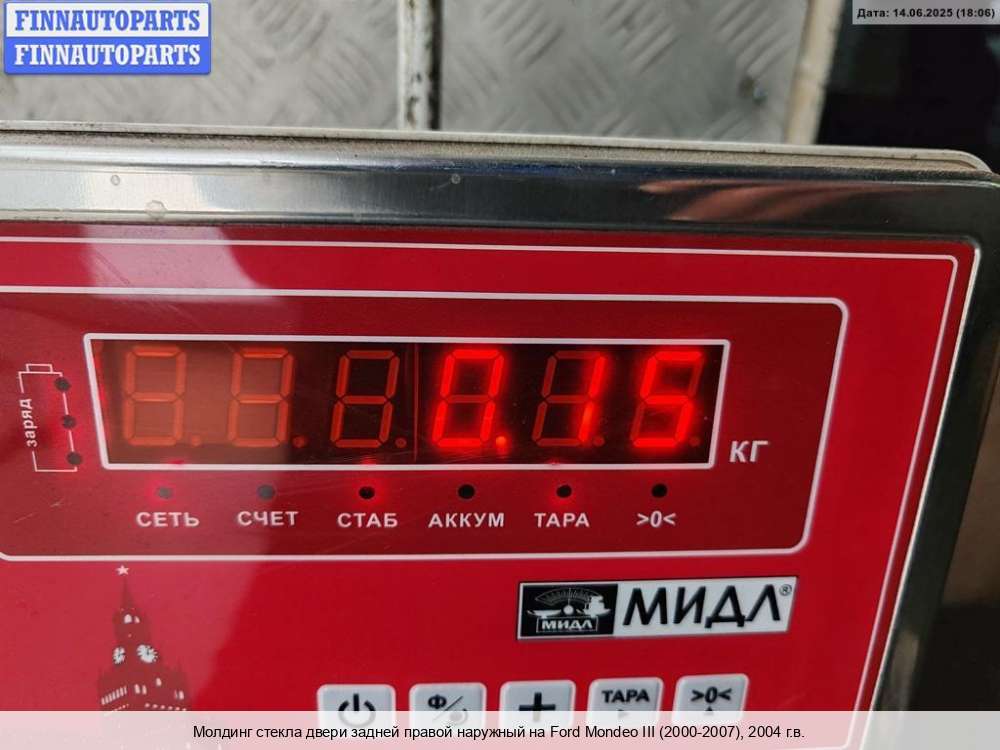 FINNAUTOPARTS
FINNAUTOPARTS
Дата: 14.06.2025 (18:06)
заряд
0.15
КГ
СЕТЬ СЧЕТ СТАБ АККУМ ТАРА >0<
МИДЛ
МИДЛ®
Ф
+
ТАРА
>0<
Молдинг стекла двери задней правой наружный на Ford Mondeo III (2000-2007), 2004 г.в.